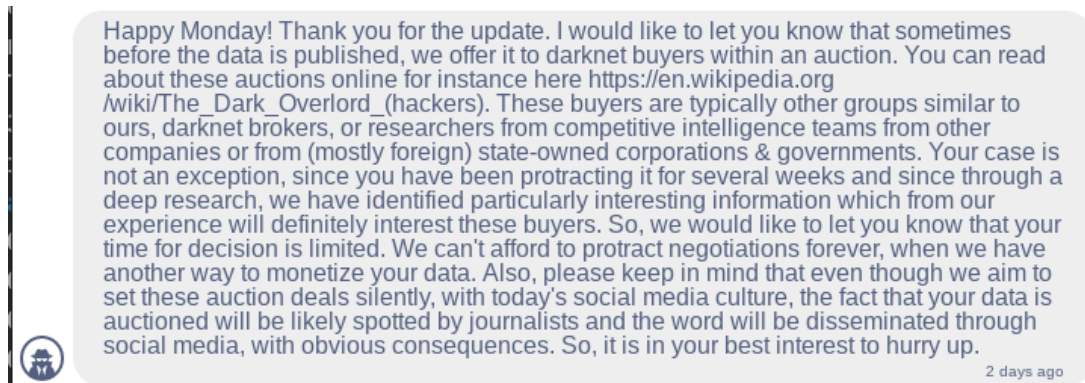 Happy Monday! Thank you for the update. I would like to let you know that sometimes
before the data is published, we offer it to darknet buyers within an auction. You can read
about these auctions online for instance here https://en.wikipedia.org
/wiki/The_Dark_Overlord_(hackers). These buyers are typically other groups similar to
ours, darknet brokers, or researchers from competitive intelligence teams from other
companies or from (mostly foreign) state-owned corporations & governments. Your case is
not an exception, since you have been protracting it for several weeks and since through a
deep research, we have identified particularly interesting information which from our
experience will definitely interest these buyers. So, we would like to let you know that your
time for decision is limited. We can't afford to protract negotiations forever, when we have
another way to monetize your data. Also, please keep in mind that even though we aim to
set these auction deals silently, with today's social media culture, the fact that your data is
auctioned will be likely spotted by journalists and the word will be disseminated through
social media, with obvious consequences. So, it is in your best interest to hurry up.
2 days ago